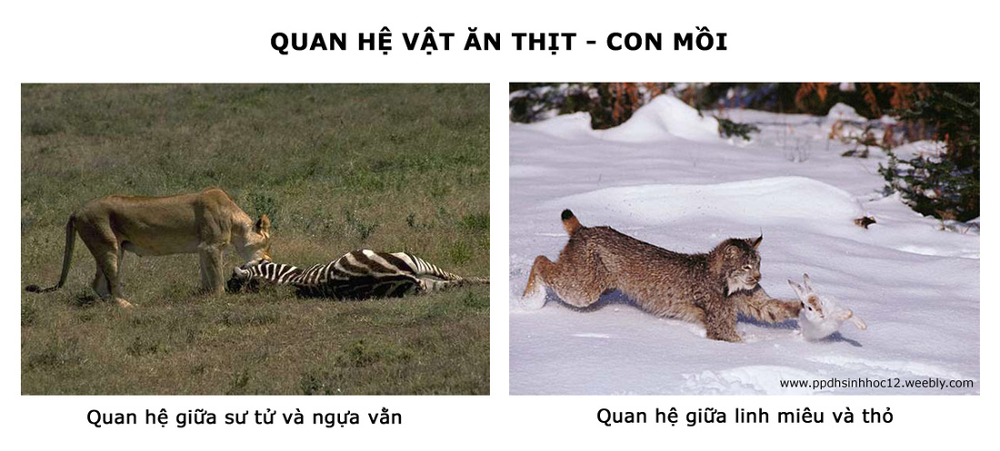 QUAN HỆ VẬT ĂN THỊT - CON MỒI
www.ppdhsinhhoc12.weebly.com
Quan hệ giữa sư tử và ngựa vằn
Quan hệ giữa linh miêu và thỏ